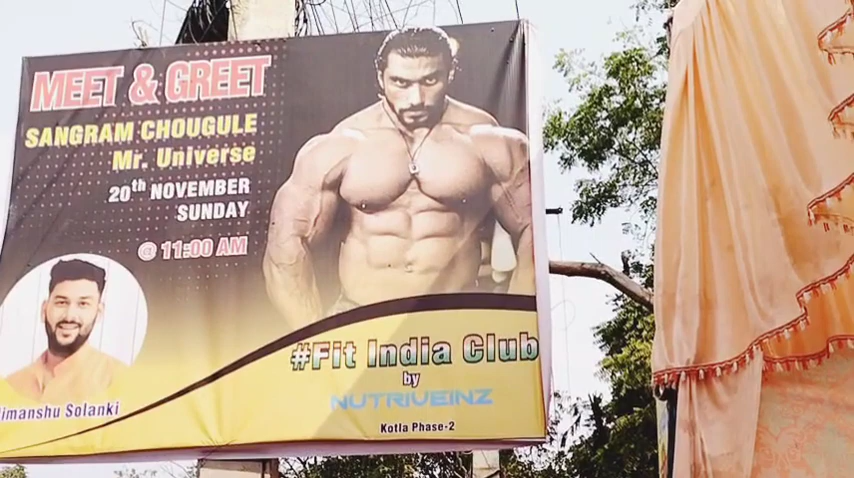 MEET & GREET
SANGRAM CHOUGULE
Mr. Universe
20th NOVEMBER
SUNDAY
@ 11:00 AM
Solanki
#Fit India Club
by
NUTRIVEINZ
Kotla Phase-2